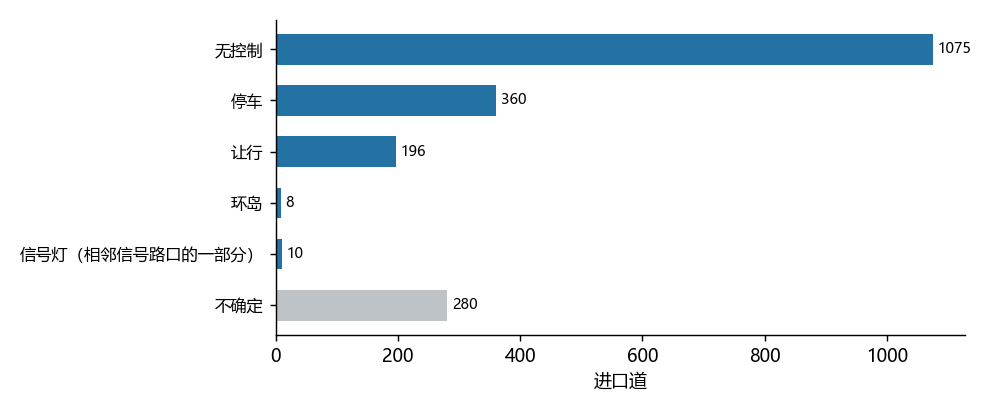 无控制
1075
停车
360
让行
196
环岛
8
信号灯（相邻信号路口的一部分）
10
不确定
280
0 200 400 600 800 1000
进口道